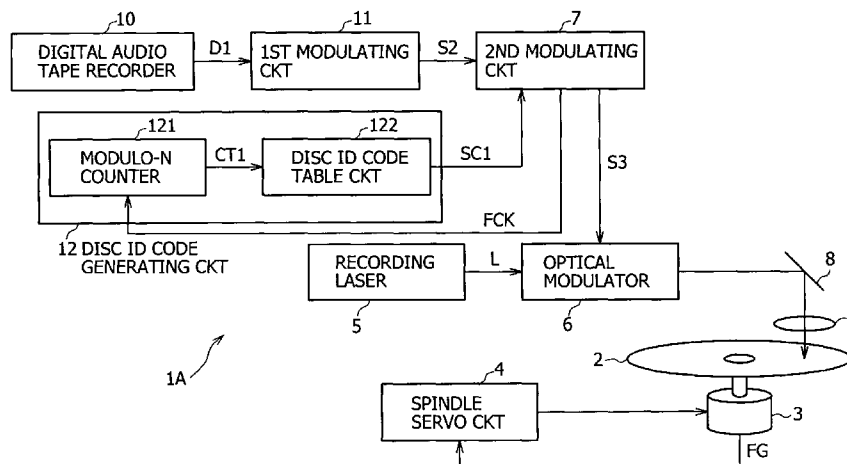 10
DIGITAL AUDIO
TAPE RECORDER
D1
11
1ST MODULATING
CKT
S2
7
2ND MODULATING
CKT
121
MODULO-N
COUNTER
CT1
122
DISC ID CODE
TABLE CKT
SC1
S3
FCK
12 DISC ID CODE
GENERATING CKT
RECORDING
LASER
5
L
OPTICAL
MODULATOR
6
8
1A
2
4
SPINDLE
SERVO CKT
3
FG